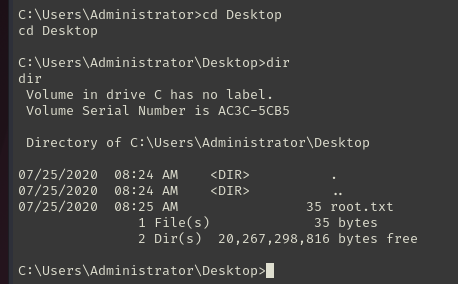 C:\Users\Administrator>cd Desktop
cd Desktop
C:\Users\Administrator\Desktop>dir
dir
 Volume in drive C has no label.
 Volume Serial Number is AC3C-5CB5
 Directory of C:\Users\Administrator\Desktop
07/25/2020  08:24 AM    <DIR>          .
07/25/2020  08:24 AM    <DIR>          ..
07/25/2020  08:25 AM                35 root.txt
               1 File(s)             35 bytes
               2 Dir(s)  20,267,298,816 bytes free
C:\Users\Administrator\Desktop>